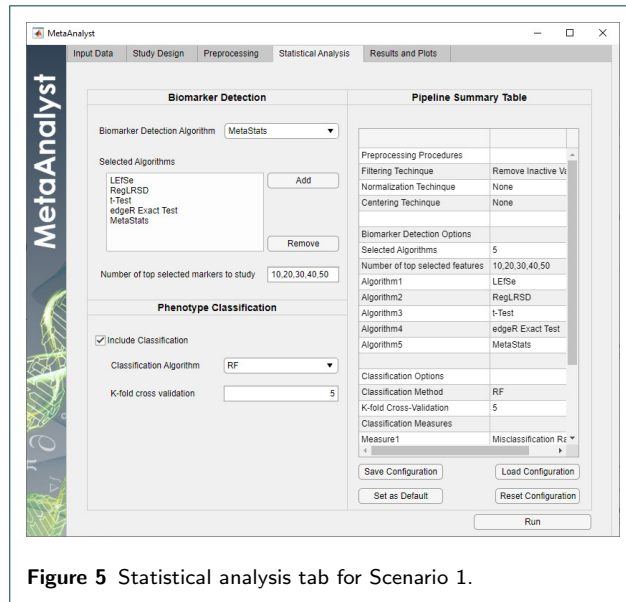 MetaAnalyst
Input Data Study Design Preprocessing Statistical Analysis Results and Plots
MetaAnalyst
Biomarker Detection
Biomarker Detection Algorithm MetaStats
Selected Algorithms
LEfSe
RegLRSD
t-Test
edgeR Exact Test
MetaStats
Add
Remove
Number of top selected markers to study 10,20,30,40,50
Phenotype Classification
Include Classification
Classification Algorithm RF
K-fold cross validation 5
Pipeline Summary Table
Preprocessing Procedures
Filtering Techinque Remove Inactive Va
Normalization Techinque None
Centering Techinque None
Biomarker Detection Options
Selected Algorithms 5
Number of top selected features 10,20,30,40,50
Algorithm1 LEfSe
Algorithm2 RegLRSD
Algorithm3 t-Test
Algorithm4 edgeR Exact Test
Algorithm5 MetaStats
Classification Options
Classification Method RF
K-fold Cross-Validation 5
Classification Measures
Measure1 Misclassification Ra
Save Configuration Load Configuration
Set as Default Reset Configuration
Run
Figure 5 Statistical analysis tab for Scenario 1.